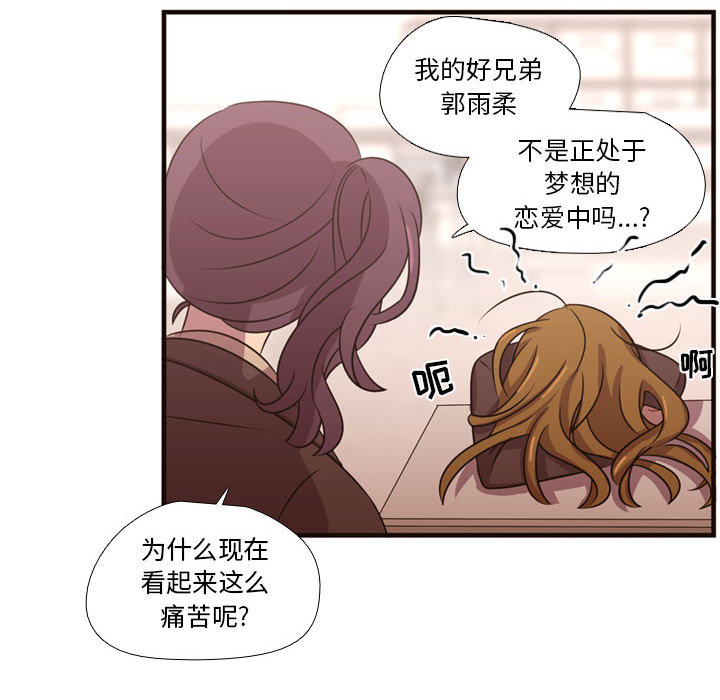 我的好兄弟
郭雨柔
不是正处于
梦想的
恋爱中吗...?
呃
啊
为什么现在
看起来这么
痛苦呢?